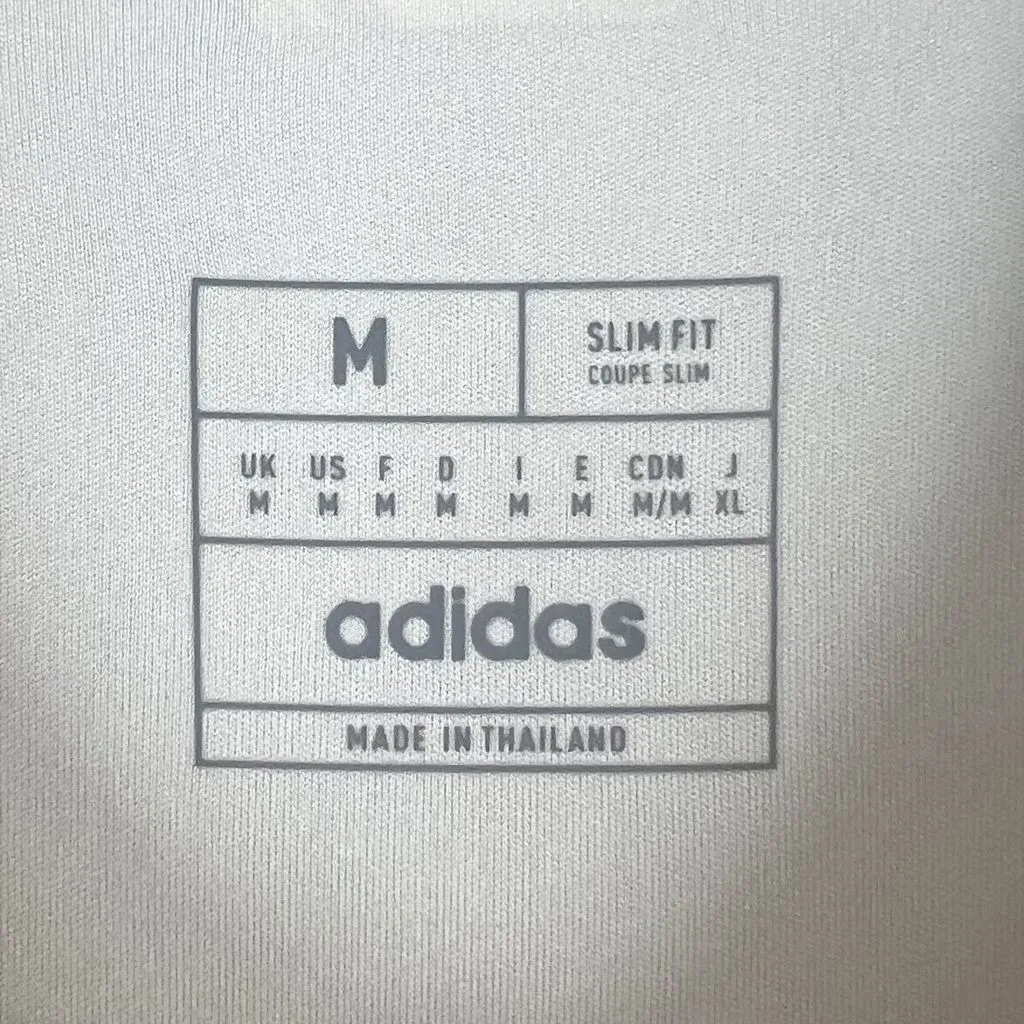 M
SLIM FIT
COUPE SLIM
UK US F D I E CDN J
M M M M M M M/M XL
adidas
MADE IN THAILAND